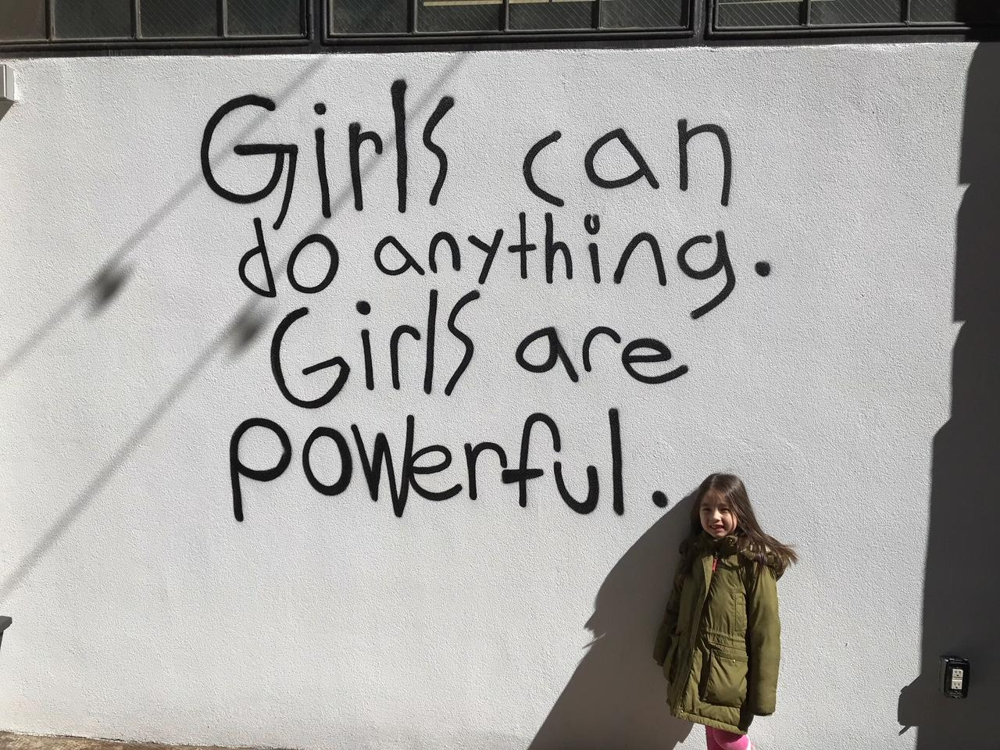 Girls can
do anything.
Girls are
powerful.